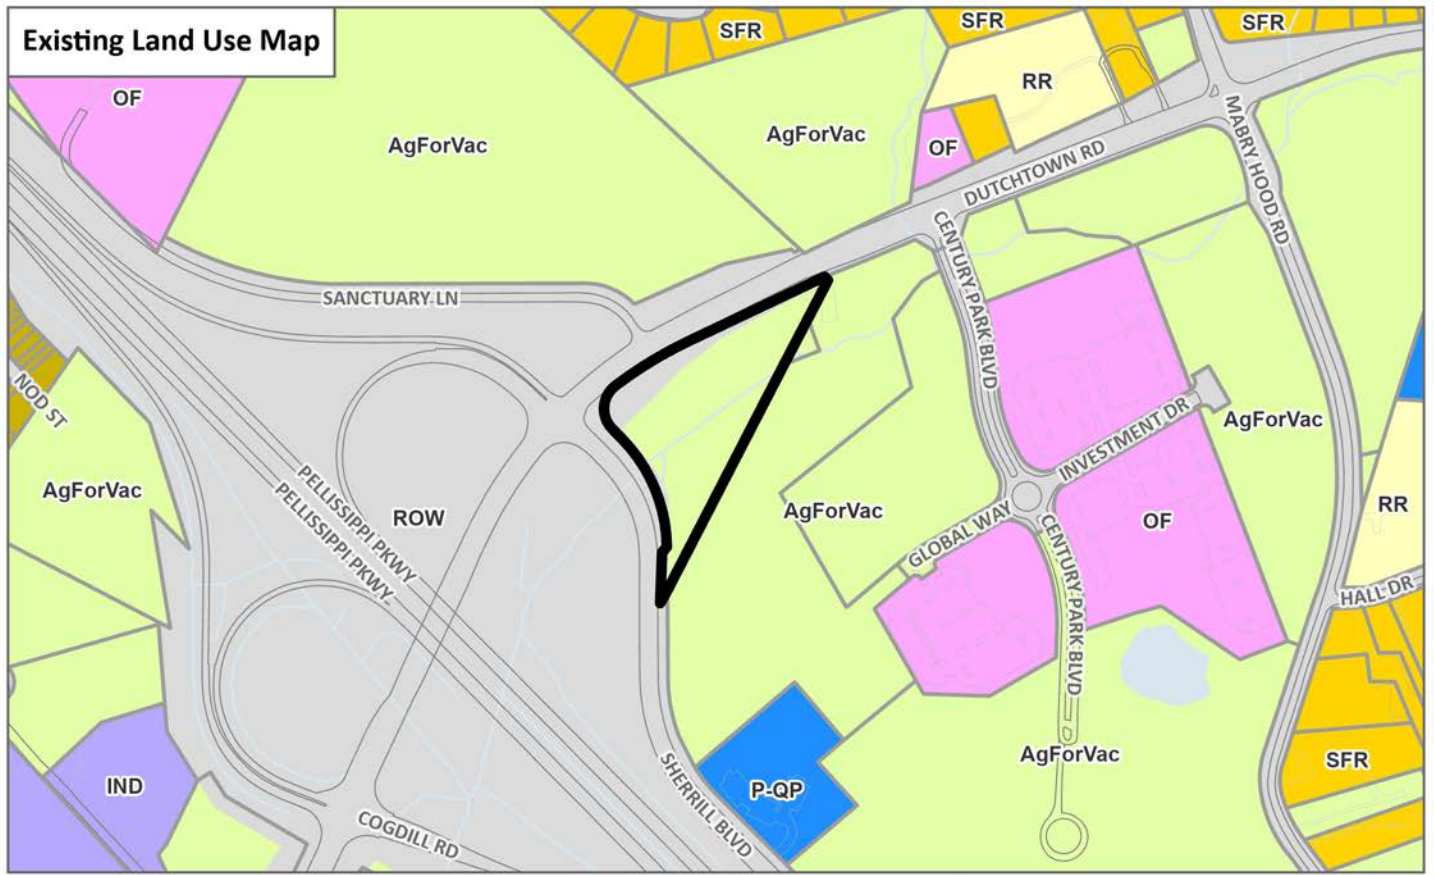 Existing Land Use Map
SFR
SFR
SFR
OF
RR
AgForVac
AgForVac
OF
DUTCHTOWN RD
MABRY HOOD RD
CENTURY PARK BLVD
SANCTUARY LN
NOD ST
INVESTMENT DR
AgForVac
AgForVac
PELLISSIPPI PKWY
PELLISSIPPI PKWY
ROW
AgForVac
GLOBAL WAY
CENTURY PARK BLVD
OF
RR
HALL DR
IND
COGDILL RD
SHERRILL BLVD
P-QP
AgForVac
SFR